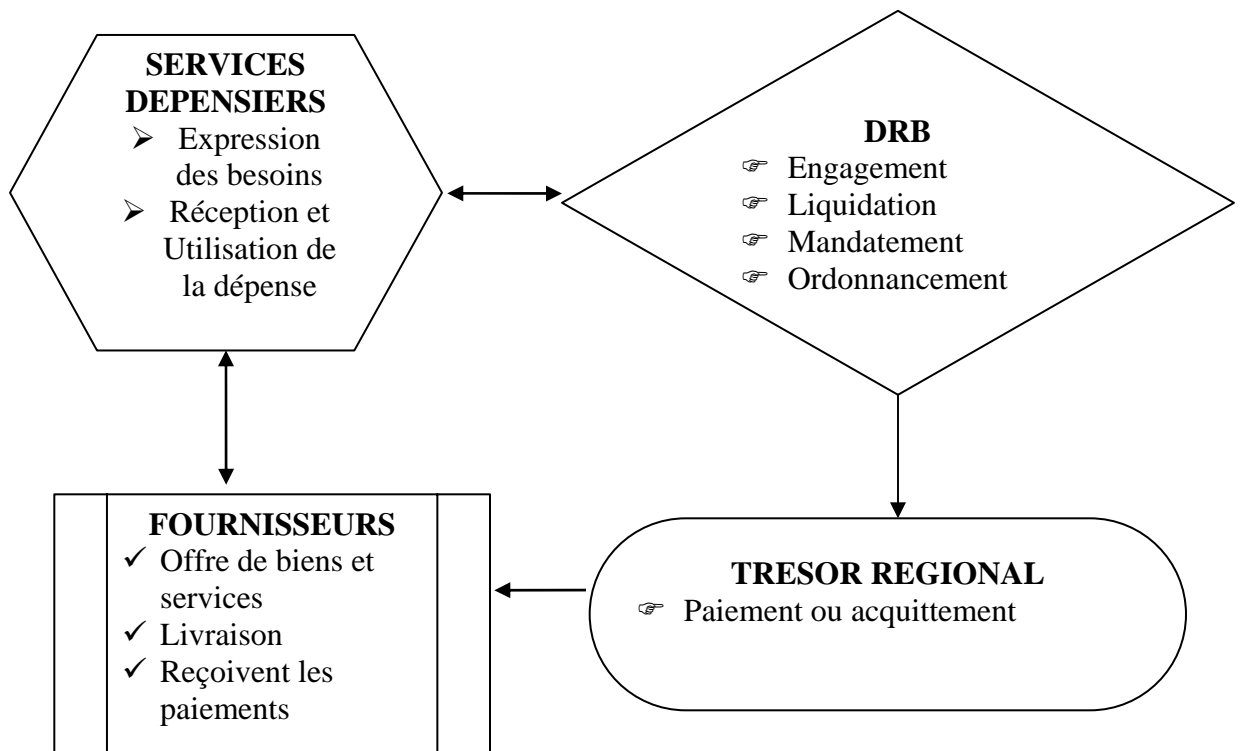 SERVICES
DEPENSIERS
➢ Expression
des besoins
➢ Réception et
Utilisation de
la dépense
DRB
☞ Engagement
☞ Liquidation
☞ Mandatement
☞ Ordonnancement
FOURNISSEURS
✓ Offre de biens et
services
✓ Livraison
✓ Reçoivent les
paiements
TRESOR REGIONAL
☞ Paiement ou acquittement